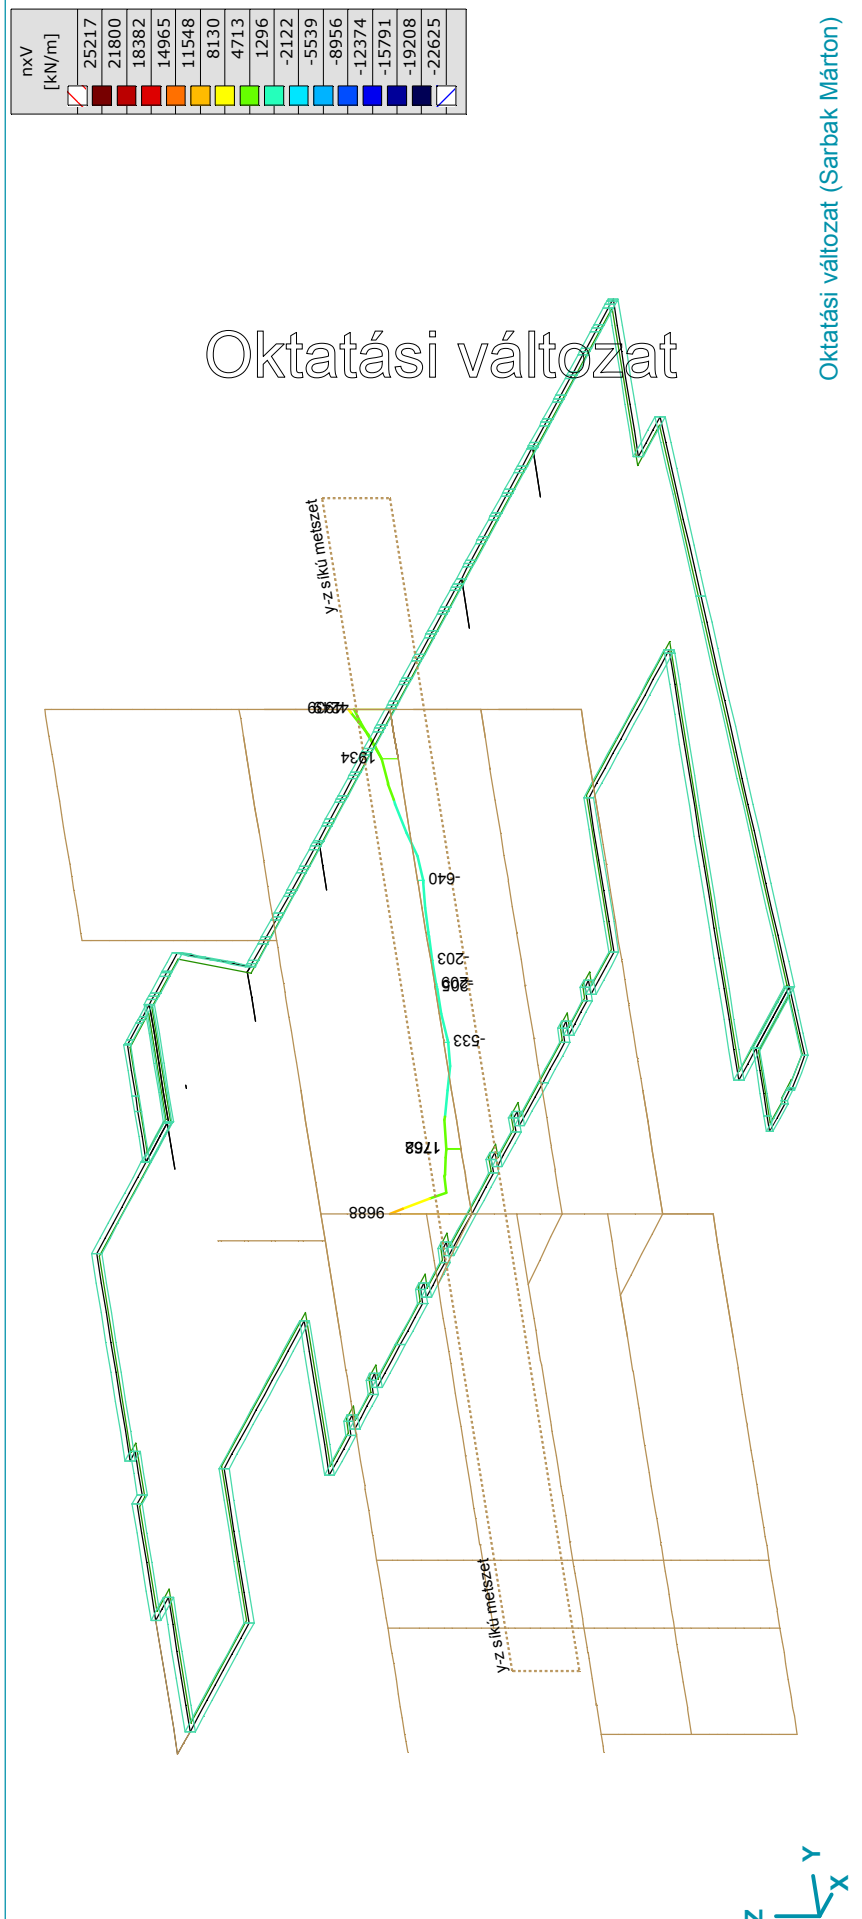 nxV
[kN/m]
25217
21800
18382
14965
11548
8130
4713
1296
-2122
-5539
-8956
-12374
-15791
-19208
-22625
Oktatási változat
y-z síkú metszet
1934
-640
-203
-533
9688
y-z síkú metszet
Oktatási változat (Sarbak Márton)
Z
Y
X